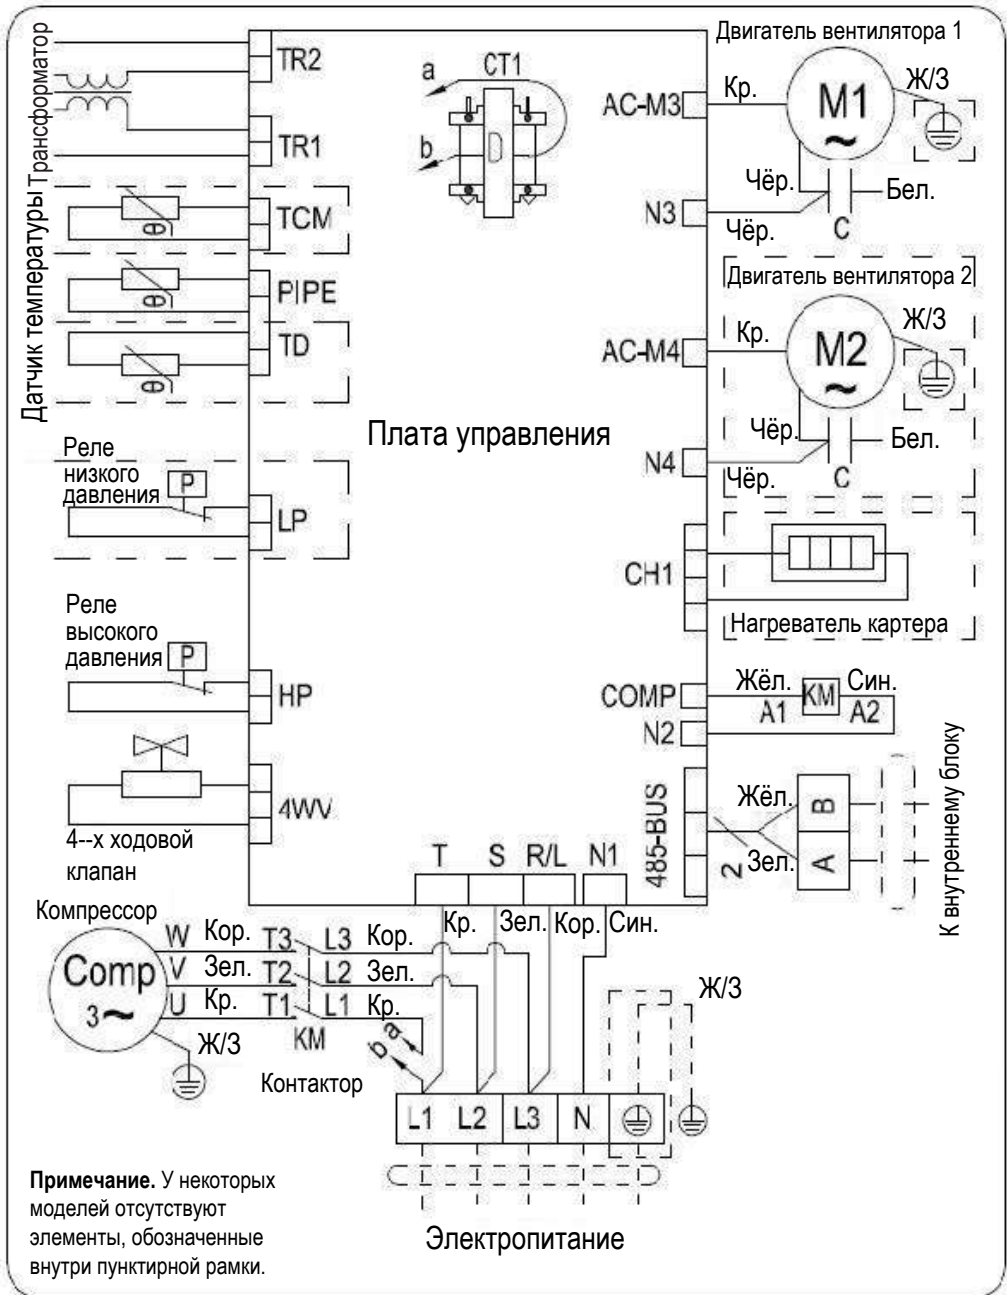 Трансформатор
TR2
TR1
Датчик температуры
TCM
PIPE
TD
θ
θ
θ
a
CT1
b
Плата управления
Двигатель вентилятора 1
AC-M3
Кр.
M1
~
Ж/З
N3
Чёр.
Чёр.
C
Бел.
Двигатель вентилятора 2
AC-M4
Кр.
M2
~
Ж/З
N4
Чёр.
Чёр.
C
Бел.
CH1
Нагреватель картера
Реле
низкого
давления
P
LP
Реле
высокого
давления
P
HP
4WV
4--х ходовой
клапан
COMP
N2
Жёл.
KM
Син.
A1
A2
485-BUS
2
Жёл.
Зел.
B
A
К внутреннему блоку
T
S
R/L
N1
Кр.
Зел.
Кор.
Син.
Компрессор
Comp
3~
W Кор. T3 L3 Кор.
V Зел. T2 L2 Зел.
U Кр. T1 L1 Кр.
Ж/З
KM
Контактор
a
b
Ж/З
L1
L2
L3
N
Электропитание
Примечание. У некоторых
моделей отсутствуют
элементы, обозначенные
внутри пунктирной рамки.